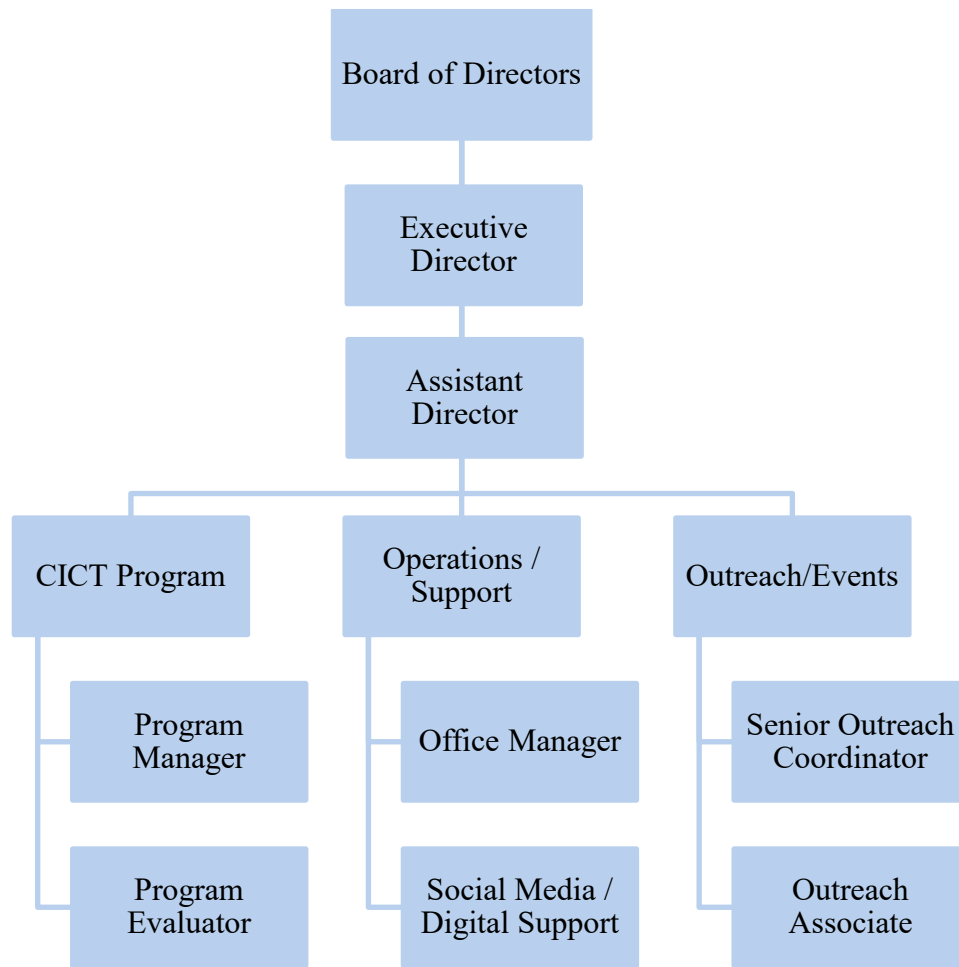 Board of Directors
Executive
Director
Assistant
Director
CICT Program
Operations /
Support
Outreach/Events
Program
Manager
Office Manager
Senior Outreach
Coordinator
Program
Evaluator
Social Media /
Digital Support
Outreach
Associate